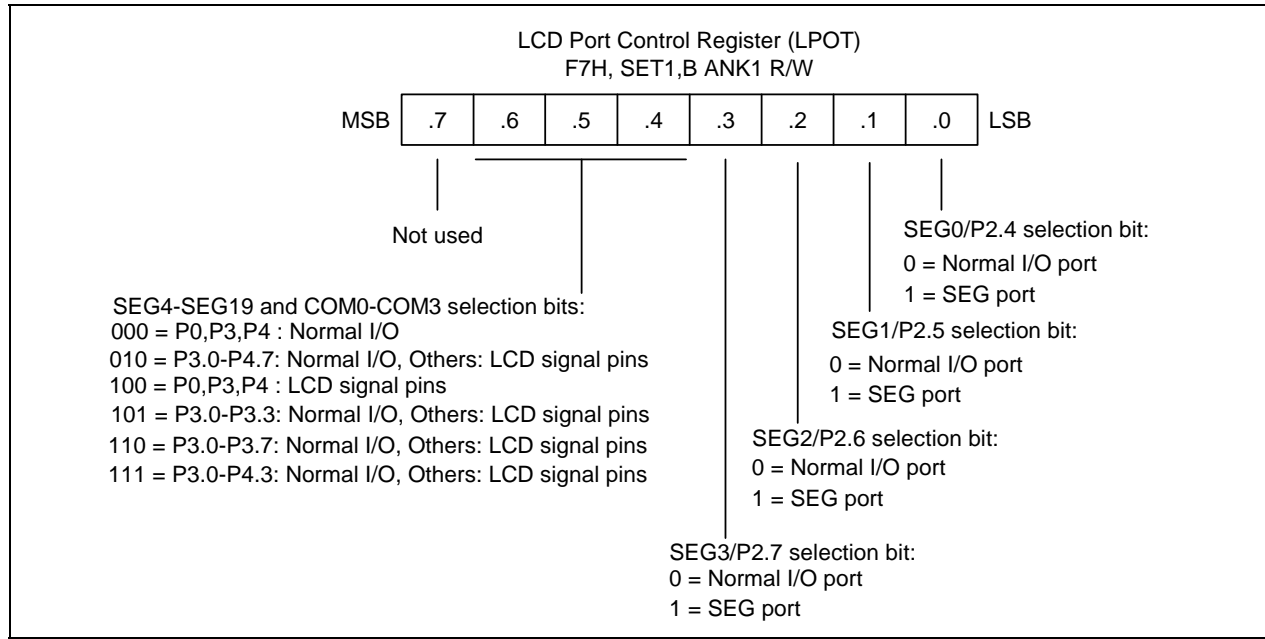 LCD Port Control Register (LPOT)
F7H, SET1,B ANK1 R/W
MSB .7 .6 .5 .4 .3 .2 .1 .0 LSB
Not used
SEG4-SEG19 and COM0-COM3 selection bits:
000 = P0,P3,P4 : Normal I/O
010 = P3.0-P4.7: Normal I/O, Others: LCD signal pins
100 = P0,P3,P4 : LCD signal pins
101 = P3.0-P3.3: Normal I/O, Others: LCD signal pins
110 = P3.0-P3.7: Normal I/O, Others: LCD signal pins
111 = P3.0-P4.3: Normal I/O, Others: LCD signal pins
SEG0/P2.4 selection bit:
0 = Normal I/O port
1 = SEG port
SEG1/P2.5 selection bit:
0 = Normal I/O port
1 = SEG port
SEG2/P2.6 selection bit:
0 = Normal I/O port
1 = SEG port
SEG3/P2.7 selection bit:
0 = Normal I/O port
1 = SEG port